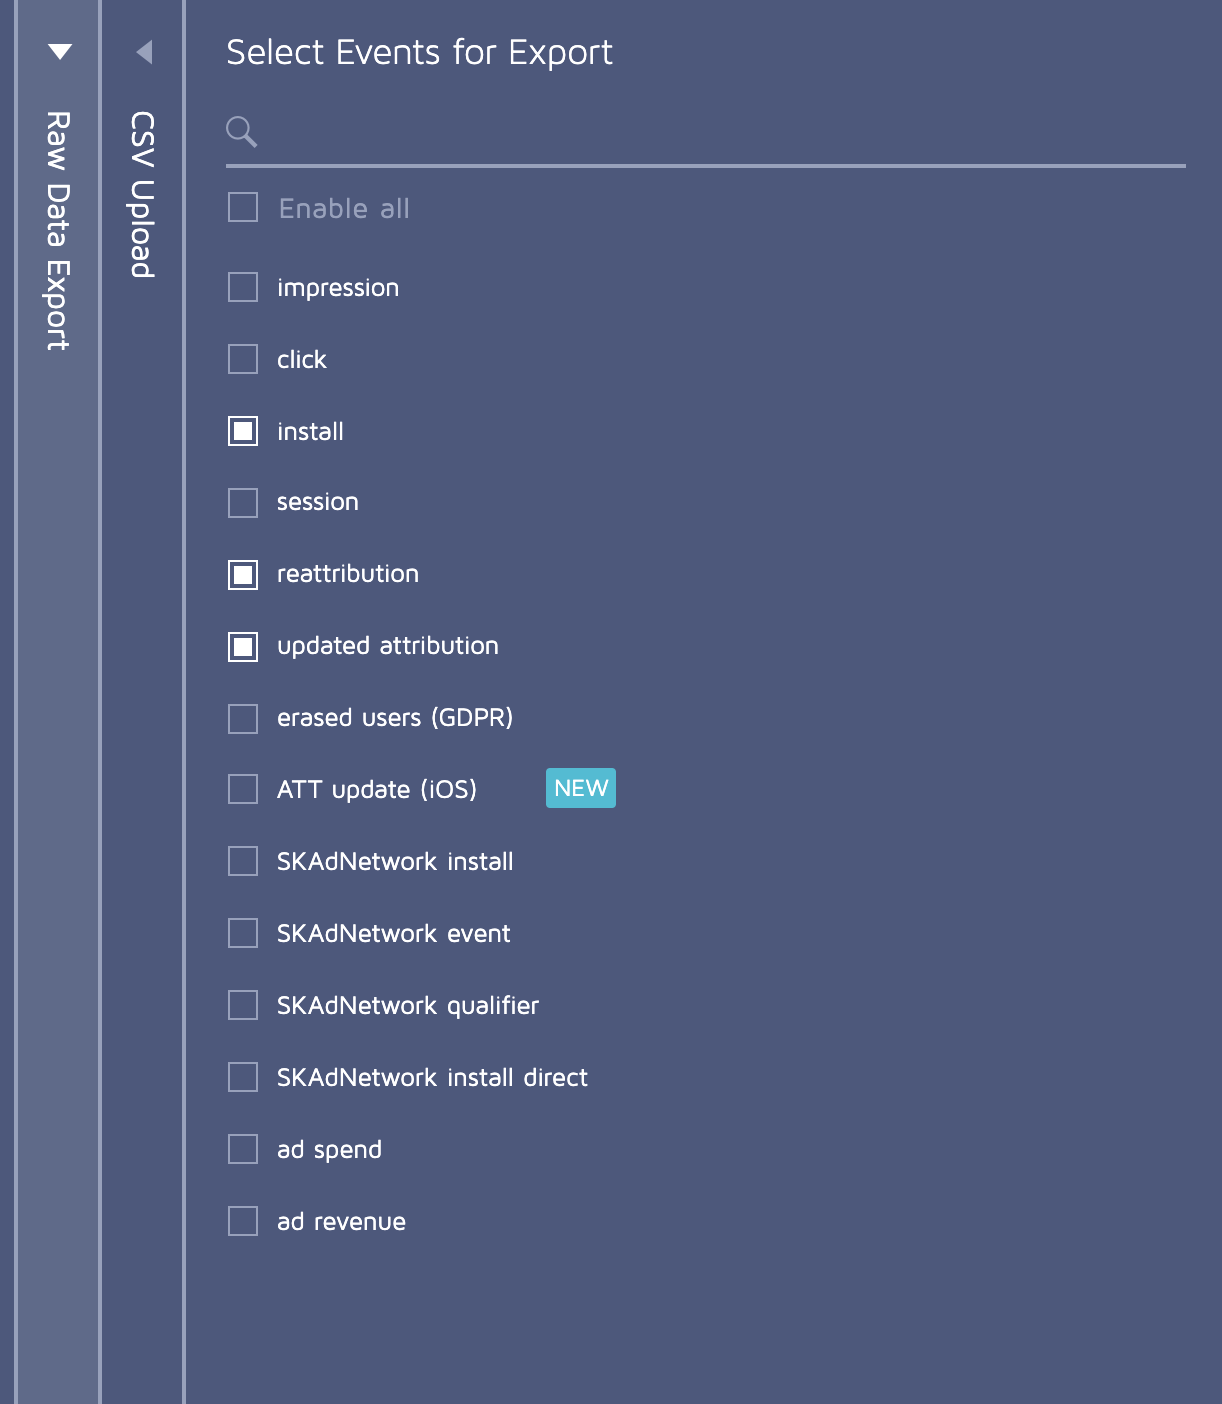 Raw Data Export
CSV Upload
Select Events for Export
Enable all
impression
click
install
session
reattribution
updated attribution
erased users (GDPR)
ATT update (iOS) NEW
SKAdNetwork install
SKAdNetwork event
SKAdNetwork qualifier
SKAdNetwork install direct
ad spend
ad revenue